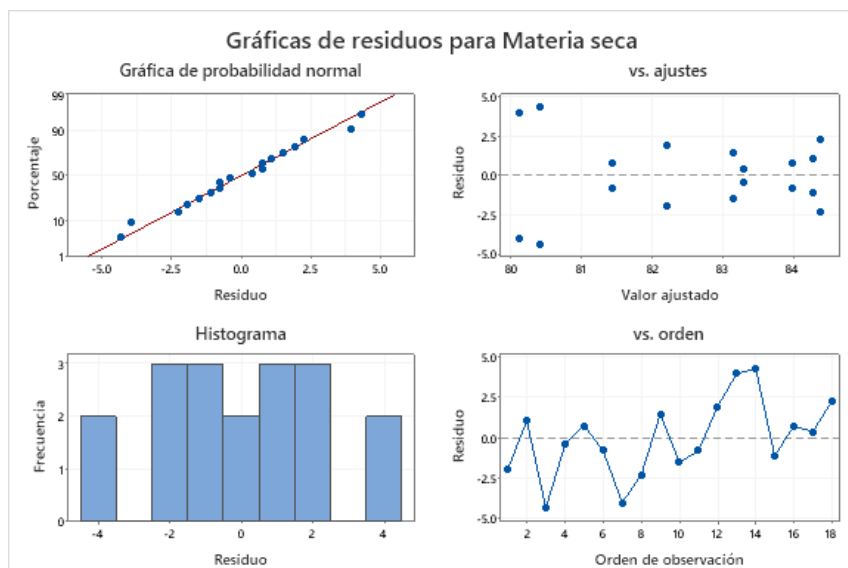 Gráficas de residuos para Materia seca
Gráfica de probabilidad normal
99
90
50
10
1
Porcentaje
-5.0 -2.5 0.0 2.5 5.0
Residuo
vs. ajustes
5.0
2.5
0.0
-2.5
-5.0
Residuo
80 81 82 83 84
Valor ajustado
Histograma
3
2
1
0
Frecuencia
-4 -2 0 2 4
Residuo
vs. orden
5.0
2.5
0.0
-2.5
-5.0
Residuo
2 4 6 8 10 12 14 16 18
Orden de observación